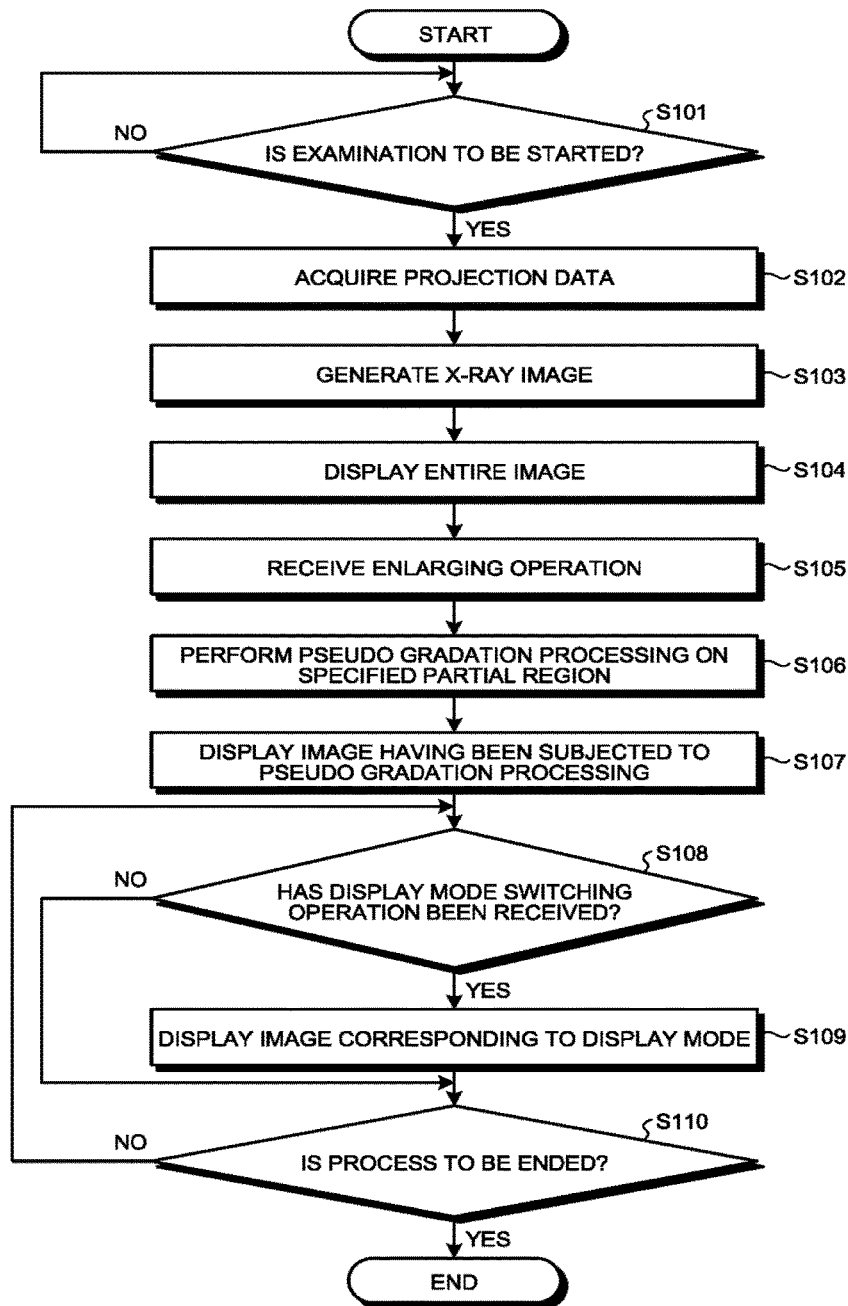 START
S101
NO
IS EXAMINATION TO BE STARTED?
YES
ACQUIRE PROJECTION DATA
S102
GENERATE X-RAY IMAGE
S103
DISPLAY ENTIRE IMAGE
S104
RECEIVE ENLARGING OPERATION
S105
PERFORM PSEUDO GRADATION PROCESSING ON
SPECIFIED PARTIAL REGION
S106
DISPLAY IMAGE HAVING BEEN SUBJECTED TO
PSEUDO GRADATION PROCESSING
S107
S108
NO
HAS DISPLAY MODE SWITCHING
OPERATION BEEN RECEIVED?
YES
DISPLAY IMAGE CORRESPONDING TO DISPLAY MODE
S109
S110
NO
IS PROCESS TO BE ENDED?
YES
END